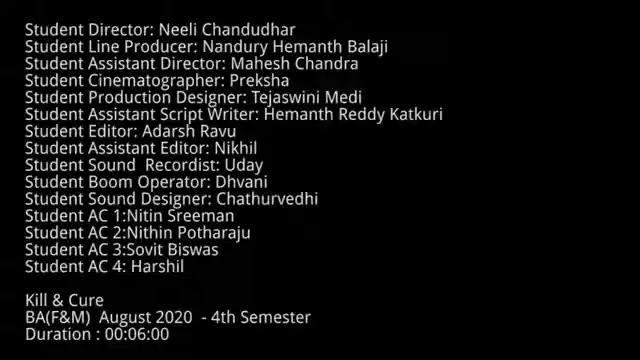 Student Director: Neeli Chandudhar
Student Line Producer: Nandury Hemanth Balaji
Student Assistant Director: Mahesh Chandra
Student Cinematographer: Preksha
Student Production Designer: Tejaswini Medi
Student Assistant Script Writer: Hemanth Reddy Katkuri
Student Editor: Adarsh Ravu
Student Assistant Editor: Nikhil
Student Sound  Recordist: Uday
Student Boom Operator: Dhvani
Student Sound Designer: Chathurvedhi
Student AC 1:Nitin Sreeman
Student AC 2:Nithin Potharaju
Student AC 3:Sovit Biswas
Student AC 4: Harshil
Kill & Cure
BA(F&M)  August 2020  - 4th Semester
Duration : 00:06:00